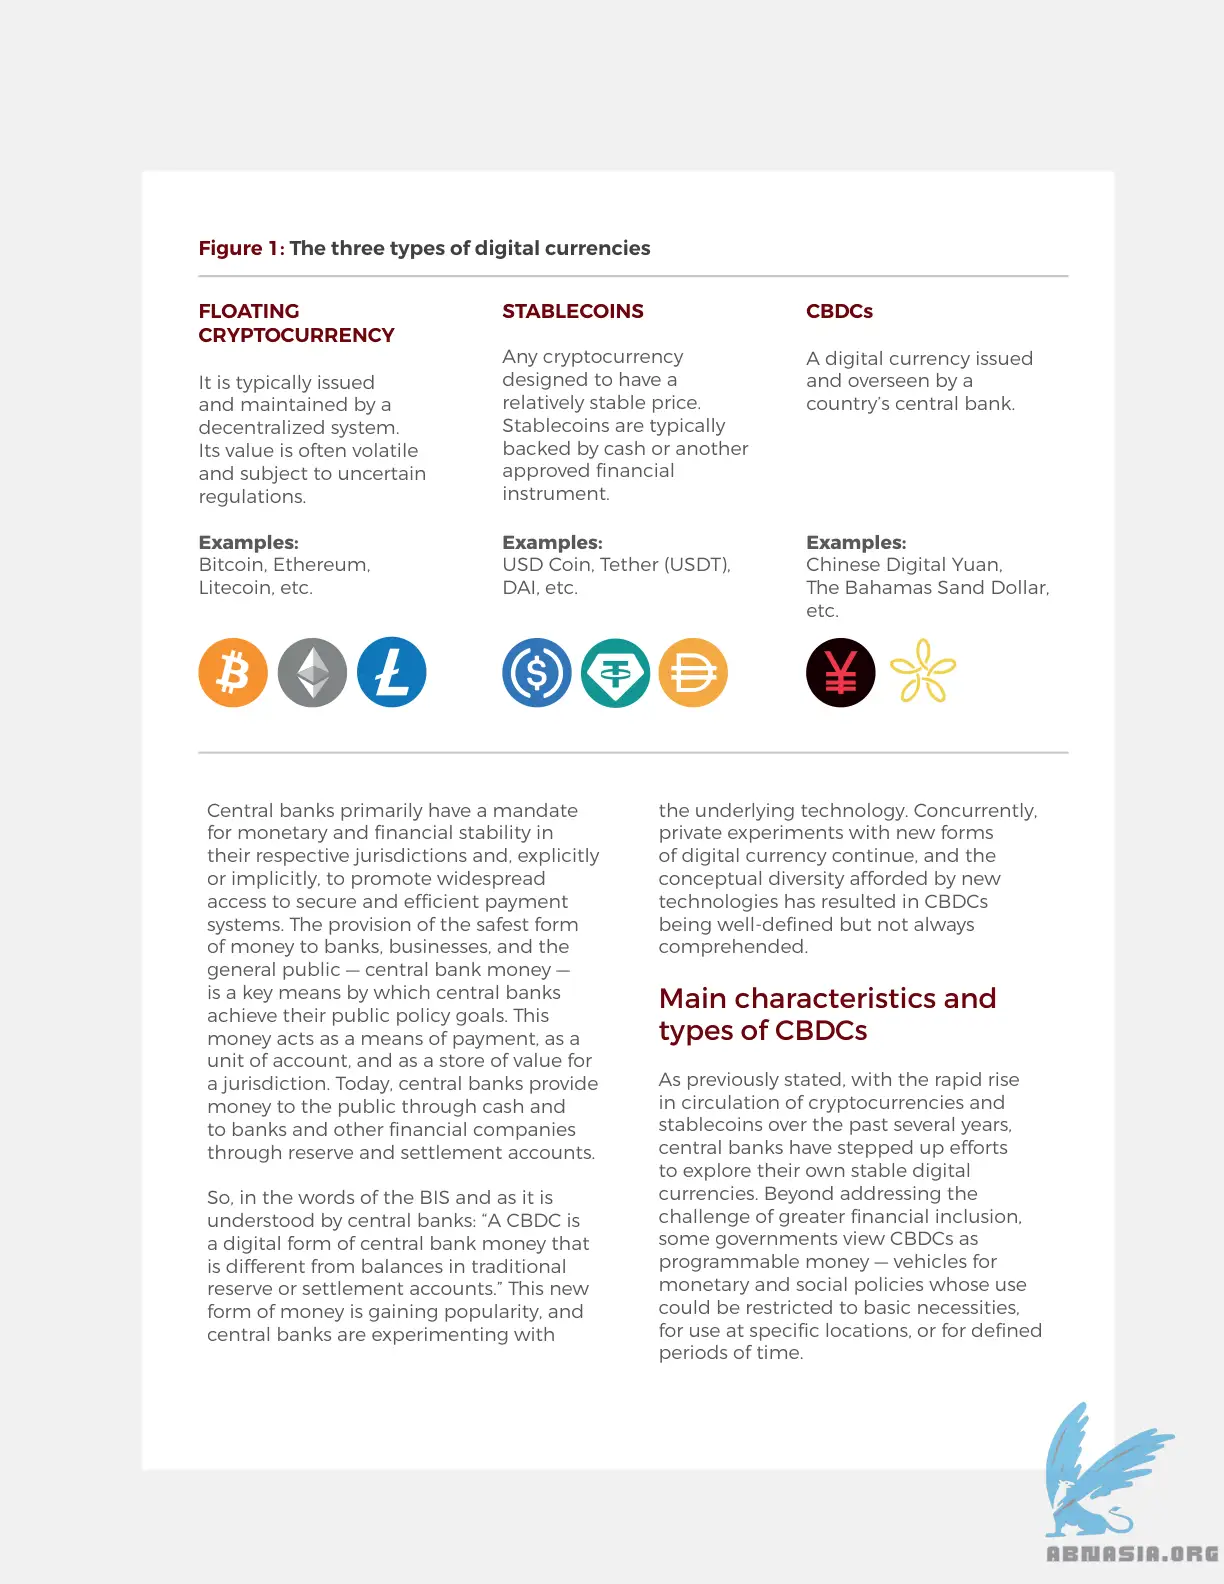 Figure 1: The three types of digital currencies
FLOATING
CRYPTOCURRENCY
It is typically issued
and maintained by a
decentralized system.
Its value is often volatile
and subject to uncertain
regulations.
Examples:
Bitcoin, Ethereum,
Litecoin, etc.
STABLECOINS
Any cryptocurrency
designed to have a
relatively stable price.
Stablecoins are typically
backed by cash or another
approved financial
instrument.
Examples:
USD Coin, Tether (USDT),
DAI, etc.
CBDCs
A digital currency issued
and overseen by a
country’s central bank.
Examples:
Chinese Digital Yuan,
The Bahamas Sand Dollar,
etc.
Central banks primarily have a mandate
for monetary and financial stability in
their respective jurisdictions and, explicitly
or implicitly, to promote widespread
access to secure and efficient payment
systems. The provision of the safest form
of money to banks, businesses, and the
general public — central bank money —
is a key means by which central banks
achieve their public policy goals. This
money acts as a means of payment, as a
unit of account, and as a store of value for
a jurisdiction. Today, central banks provide
money to the public through cash and
to banks and other financial companies
through reserve and settlement accounts.
So, in the words of the BIS and as it is
understood by central banks: “A CBDC is
a digital form of central bank money that
is different from balances in traditional
reserve or settlement accounts.” This new
form of money is gaining popularity, and
central banks are experimenting with
the underlying technology. Concurrently,
private experiments with new forms
of digital currency continue, and the
conceptual diversity afforded by new
technologies has resulted in CBDCs
being well-defined but not always
comprehended.
Main characteristics and
types of CBDCs
As previously stated, with the rapid rise
in circulation of cryptocurrencies and
stablecoins over the past several years,
central banks have stepped up efforts
to explore their own stable digital
currencies. Beyond addressing the
challenge of greater financial inclusion,
some governments view CBDCs as
programmable money — vehicles for
monetary and social policies whose use
could be restricted to basic necessities,
for use at specific locations, or for defined
periods of time.
ABNASIA.ORG